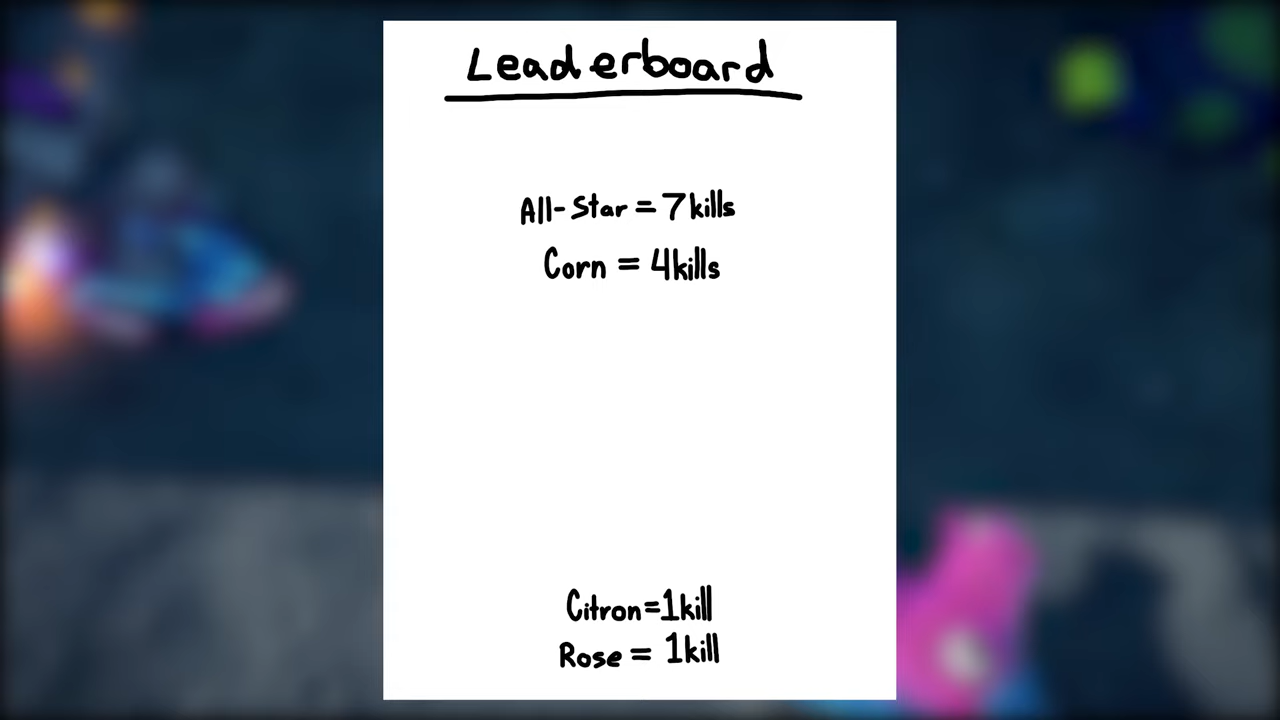 Leaderboard
All-Star = 7kills
Corn = 4kills
Citron=1kill
Rose = 1kill